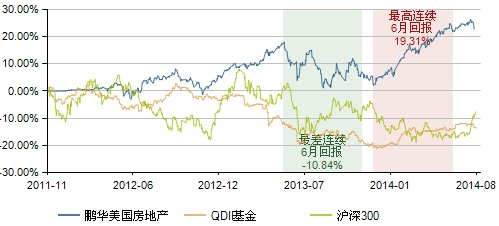 30.00%
20.00%
10.00%
0.00%
-10.00%
-20.00%
-30.00%
最高连续
6月回报
19.31%
最差连续
6月回报
-10.84%
2011-11
2012-06
2012-12
2013-07
2014-01
2014-08
鹏华美国房地产
QDI基金
沪深300